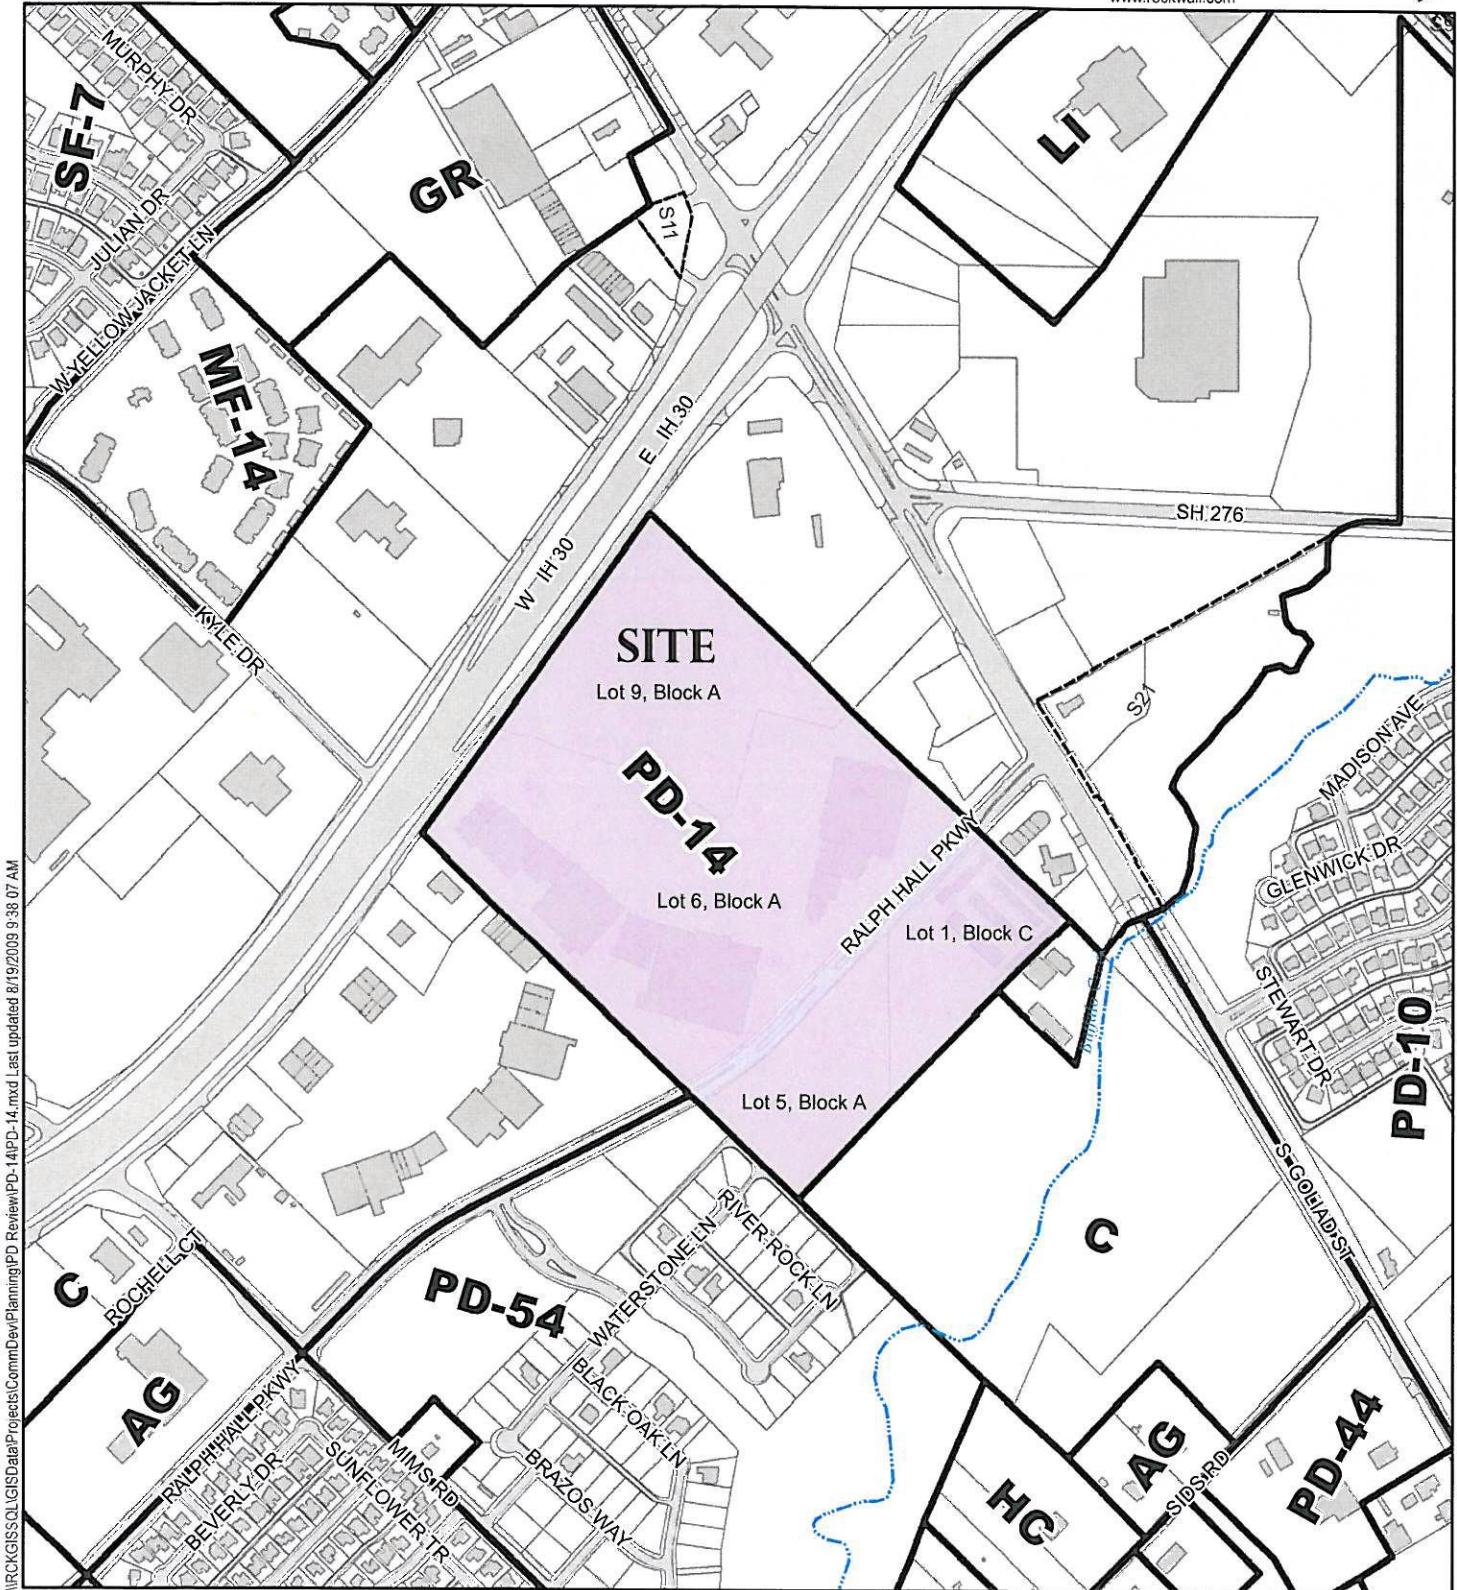 www.rockwall.com
MURPHY DR
SF-7
JULIAN DR
W YELLOW JACKET LN
GR
S11
LI
MF-14
E IH 30
W IH 30
SH 276
KYLE DR
SITE
Lot 9, Block A
PD-14
Lot 6, Block A
RALPH HALL PKWY
Lot 1, Block C
Lot 5, Block A
S21
MADISON AVE
GLENWICK DR
STEWART DR
PD-10
S GOLIAD ST
C
RIVER ROCK LN
WATERSTONE LN
PD-54
BLACK OAK LN
BRAZOS WAY
C
ROCHELL CT
AG
RALPH HALL PKWY
BEVERLY DR
SUNFLOWER TR
MIMS RD
HC
AG
SIDS RD
PD-44
\\RCKGISSQL\GISData\Projects\CommDev\Planning\PD Review\PD-14\PD-14.mxd Last updated 8/19/2009 9:38 07 AM